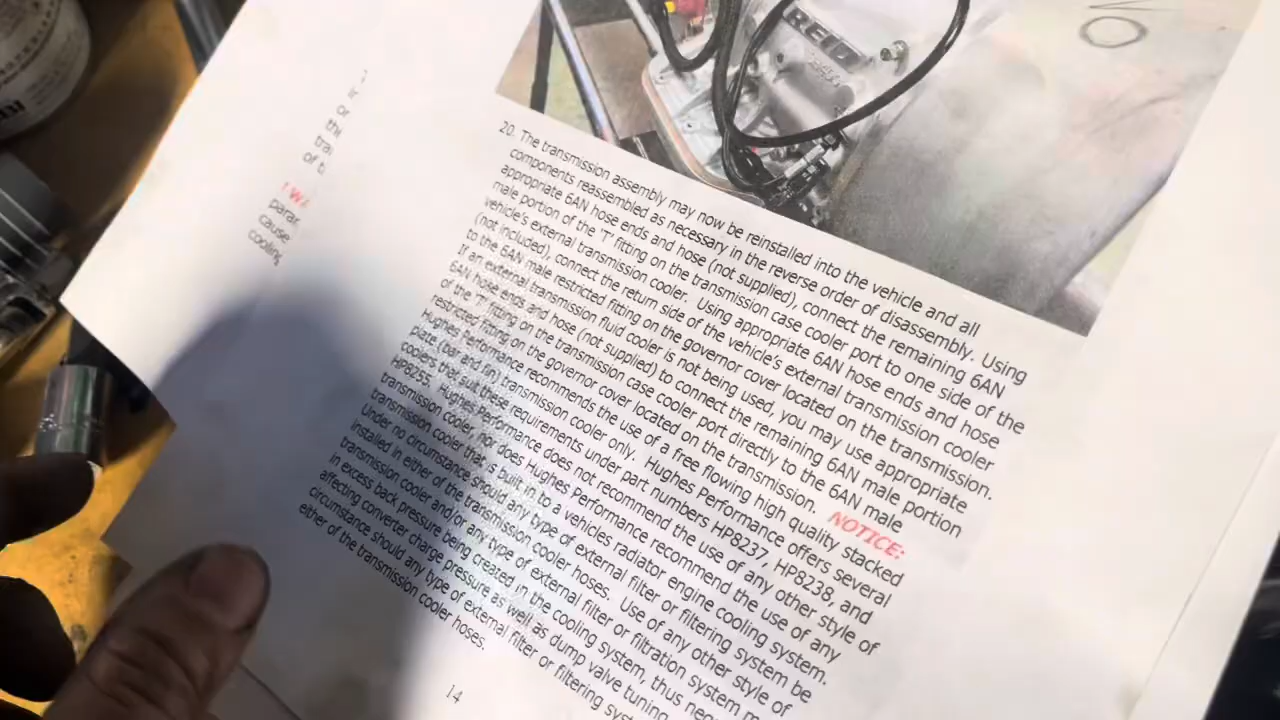 REID
or
tra
of t
! W
parac
cause
cooling
20. The transmission assembly may now be reinstalled into the vehicle and all
components reassembled as necessary in the reverse order of disassembly. Using
appropriate 6AN hose ends and hose (not supplied), connect the remaining 6AN
male portion of the "T" fitting on the transmission case cooler port to one side of the
vehicle's external transmission cooler. Using appropriate 6AN hose ends and hose
(not included), connect the return side of the vehicle's external transmission cooler
to the 6AN male restricted fitting on the governor cover located on the transmission.
If an external transmission fluid cooler is not being used, you may use appropriate
6AN hose ends and hose (not supplied) to connect the remaining 6AN male portion
of the "T" fitting on the transmission case cooler port directly to the 6AN male
restricted fitting on the governor cover located on the transmission. NOTICE:
Hughes Performance recommends the use of a free flowing high quality stacked
plate (bar and fin) transmission cooler only. Hughes Performance offers several
coolers that suit these requirements under part numbers HP8237, HP8238, and
HP8255. Hughes Performance does not recommend the use of any other style of
transmission cooler, nor does Hughes Performance recommend the use of any
transmission cooler that is built in to a vehicles radiator engine cooling system.
Under no circumstance should any type of external filter or filtering system be
installed in either of the transmission cooler hoses. Use of any other style of
transmission cooler and/or any type of external filter or filtration system m
in excess back pressure being created in the cooling system, thus neg
affecting converter charge pressure as well as dump valve tuning
circumstance should any type of external filter or filtering syst
either of the transmission cooler hoses.
14